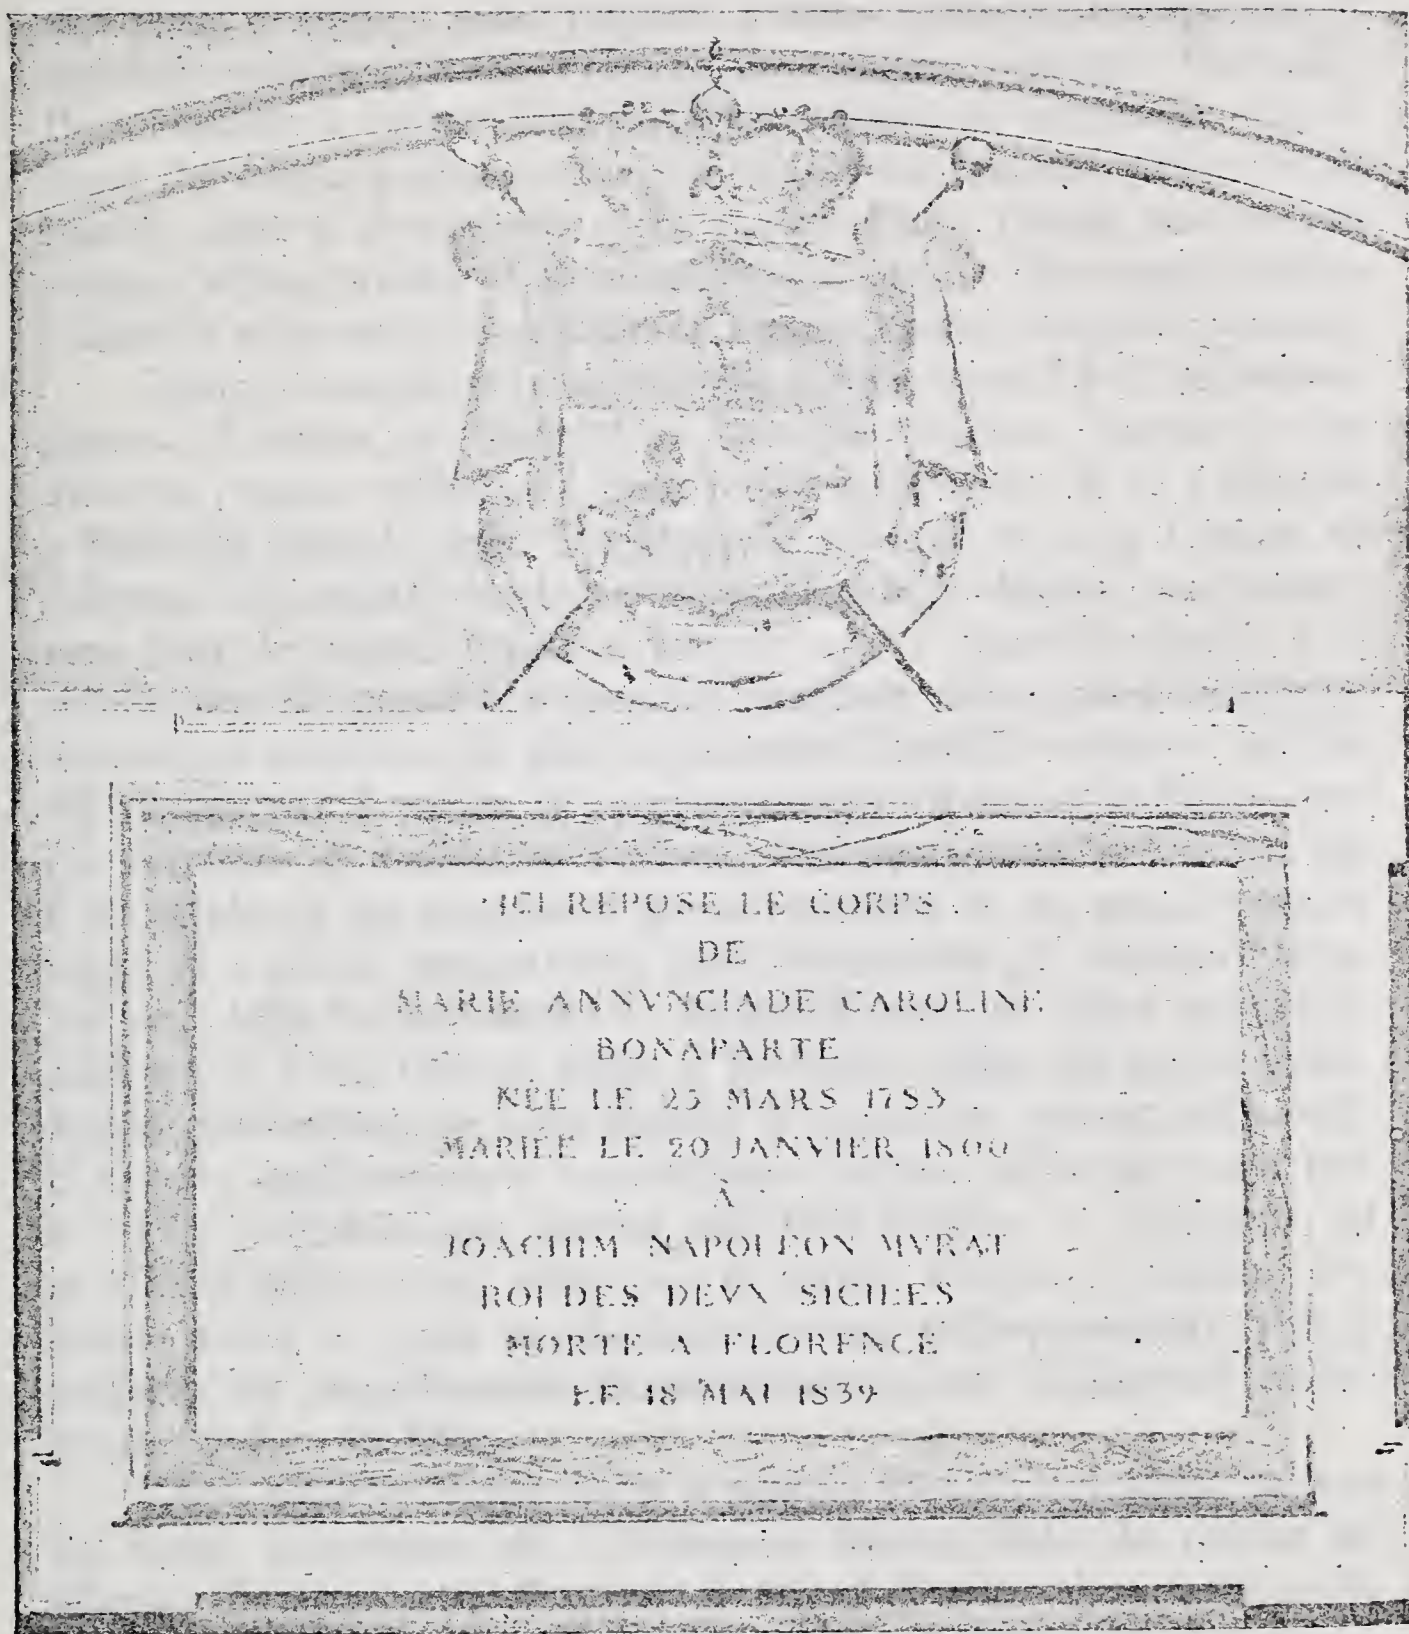 ICI REPOSE LE CORPS
DE
MARIE ANNVNCIADE CAROLINE
BONAPARTE
NÉE LE 25 MARS 1783
MARIÉE LE 20 JANVIER 1800
À
JOACHIM NAPOLÉON MVRAT
ROI DES DEVX SICILES
MORTE A FLORENCE
LE 18 MAI 1839